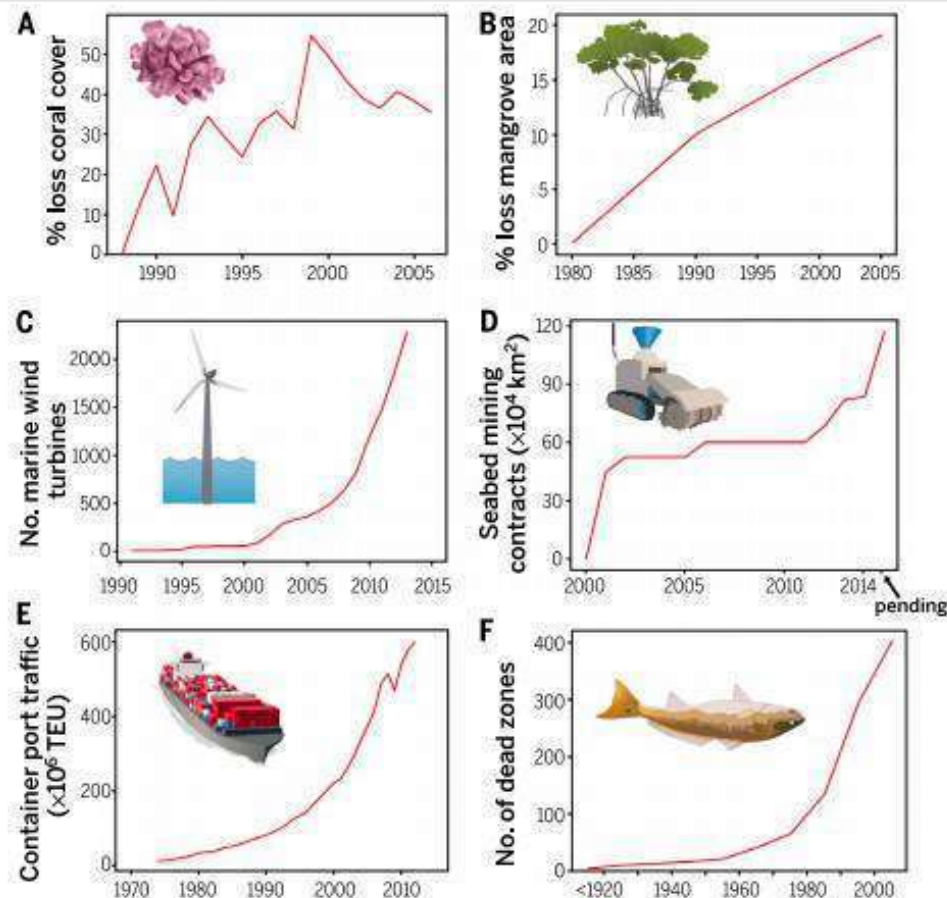 A
% loss coral cover
50
40
30
20
10
0
1990 1995 2000 2005
B
% loss mangrove area
20
15
10
5
0
1980 1985 1990 1995 2000 2005
C
No. marine wind
turbines
2000
1500
1000
500
0
1990 1995 2000 2005 2010 2015
D
Seabed mining
contracts (×10⁴ km²)
120
90
60
30
0
2000 2005 2010 2014
pending
E
Container port traffic
(×10⁶ TEU)
600
400
200
0
1970 1980 1990 2000 2010
F
No. of dead zones
400
300
200
100
0
<1920 1940 1960 1980 2000